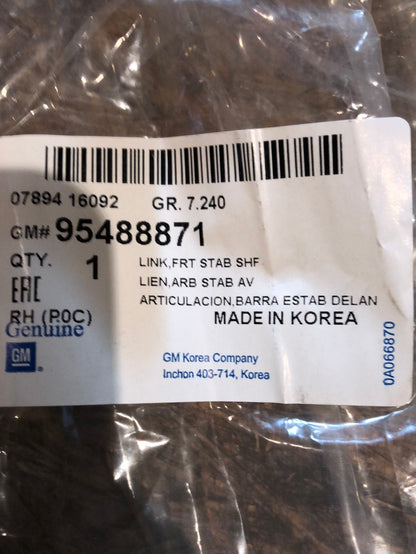 07894 16092 GR. 7.240
GM# 95488871
QTY. 1 LINK,FRT STAB SHF
LIEN,ARB STAB AV
EAC ARTICULACION,BARRA ESTAB DELAN
RH (P0C) MADE IN KOREA
Genuine
GM
GM Korea Company
Inchon 403-714, Korea
0A066870